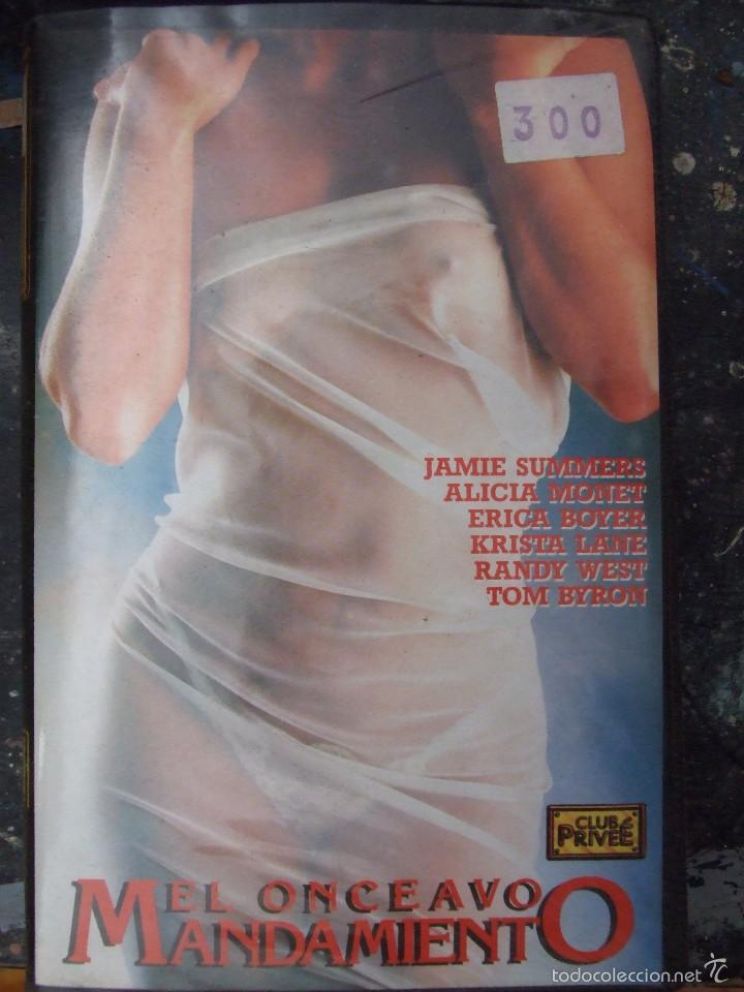 300
JAMIE SUMMERS
ALICIA MONET
ERICA BOYER
KRISTA LANE
RANDY WEST
TOM BYRON
CLUB
PRIVEÉ
EL ONCEAVO
MANDAMIENTO
todocoleccion.net